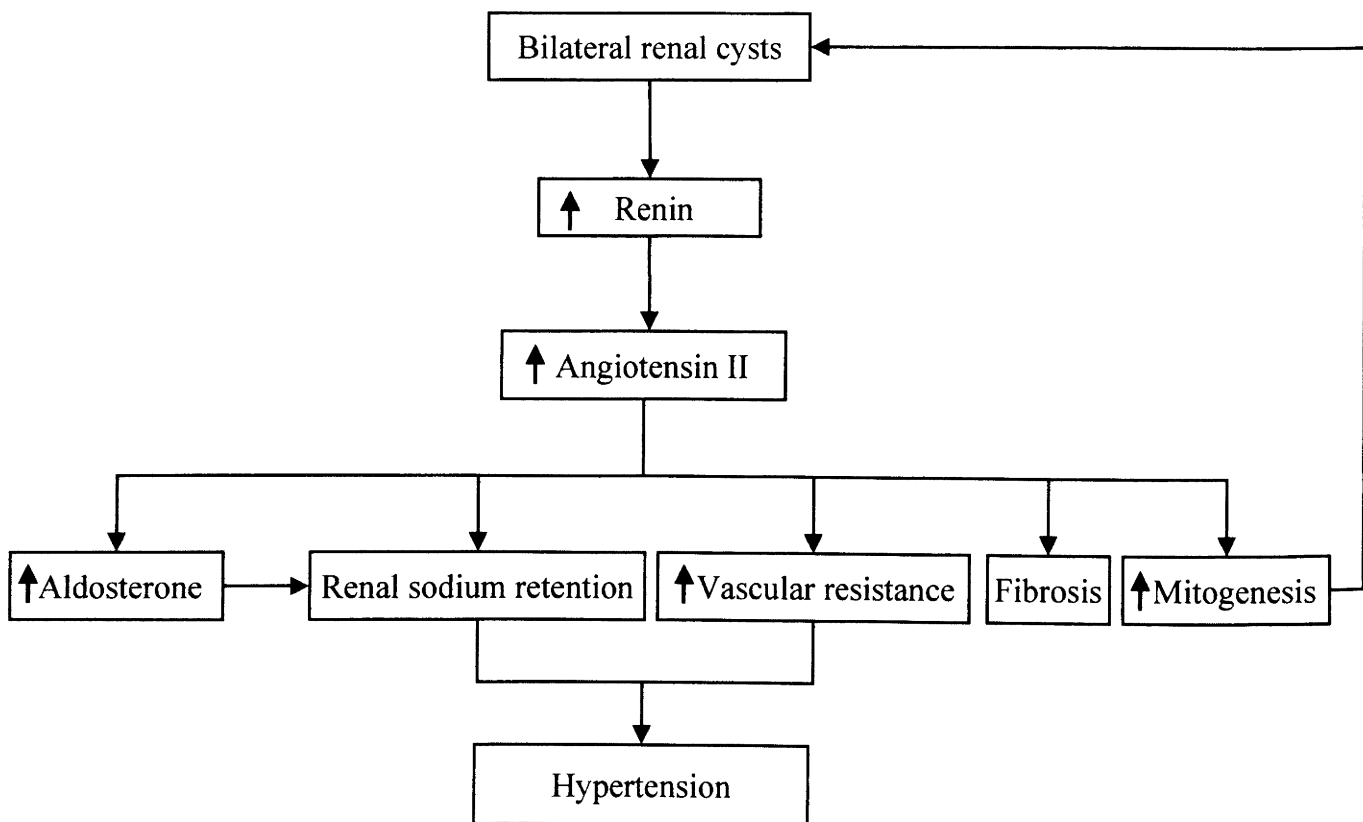 Bilateral renal cysts
↑ Renin
↑ Angiotensin II
↑ Aldosterone
Renal sodium retention
↑ Vascular resistance
Fibrosis
↑ Mitogenesis
Hypertension